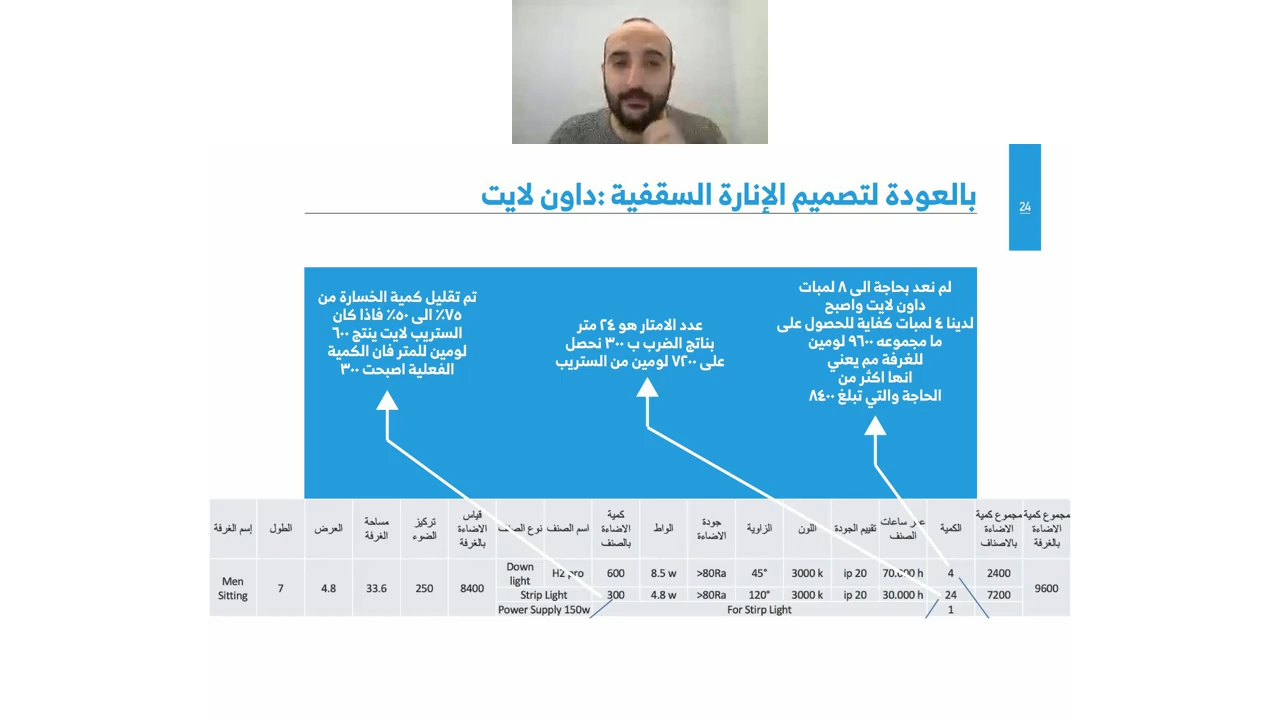 بالعودة لتصميم الإنارة السقفية :داون لايت
24
لم نعد بحاجة الى ٨ لمبات
داون لايت واصبح
لدينا ٤ لمبات كفاية للحصول على
ما مجموعه ٩٦٠٠ لومين
للغرفة مم يعني
انها اكثر من
الحاجة والتي تبلغ ٨٤٠٠
عدد الامتار هو ٢٤ متر
بناتج الضرب ب ٣٠٠ نحصل
على ٧٢٠٠ لومين من الستريب
تم تقليل كمية الخسارة من
٧٥٪ الى ٥٠٪ فاذا كان
الستريب لايت ينتج ٦٠٠
لومين للمتر فان الكمية
الفعلية اصبحت ٣٠٠
إسم الغرفة
الطول
العرض
مساحة
الغرفة
تركيز
الضوء
قياس
الاضاءة
بالغرفة
نوع الصنف
اسم الصنف
كمية
الاضاءة
بالصنف
الواط
جودة
الاضاءة
الزاوية
اللون
تقييم الجودة
عدد ساعات
الصنف
الكمية
مجموع كمية
الاضاءة
بالاصناف
مجموع كمية
الاضاءة
بالغرفة
Men
Sitting
7
4.8
33.6
250
8400
Down
light
H2 pro
600
8.5 w
>80Ra
45°
3000 k
ip 20
70.000 h
4
2400
9600
Strip Light
300
4.8 w
>80Ra
120°
3000 k
ip 20
30.000 h
24
7200
Power Supply 150w
For Stirp Light
1